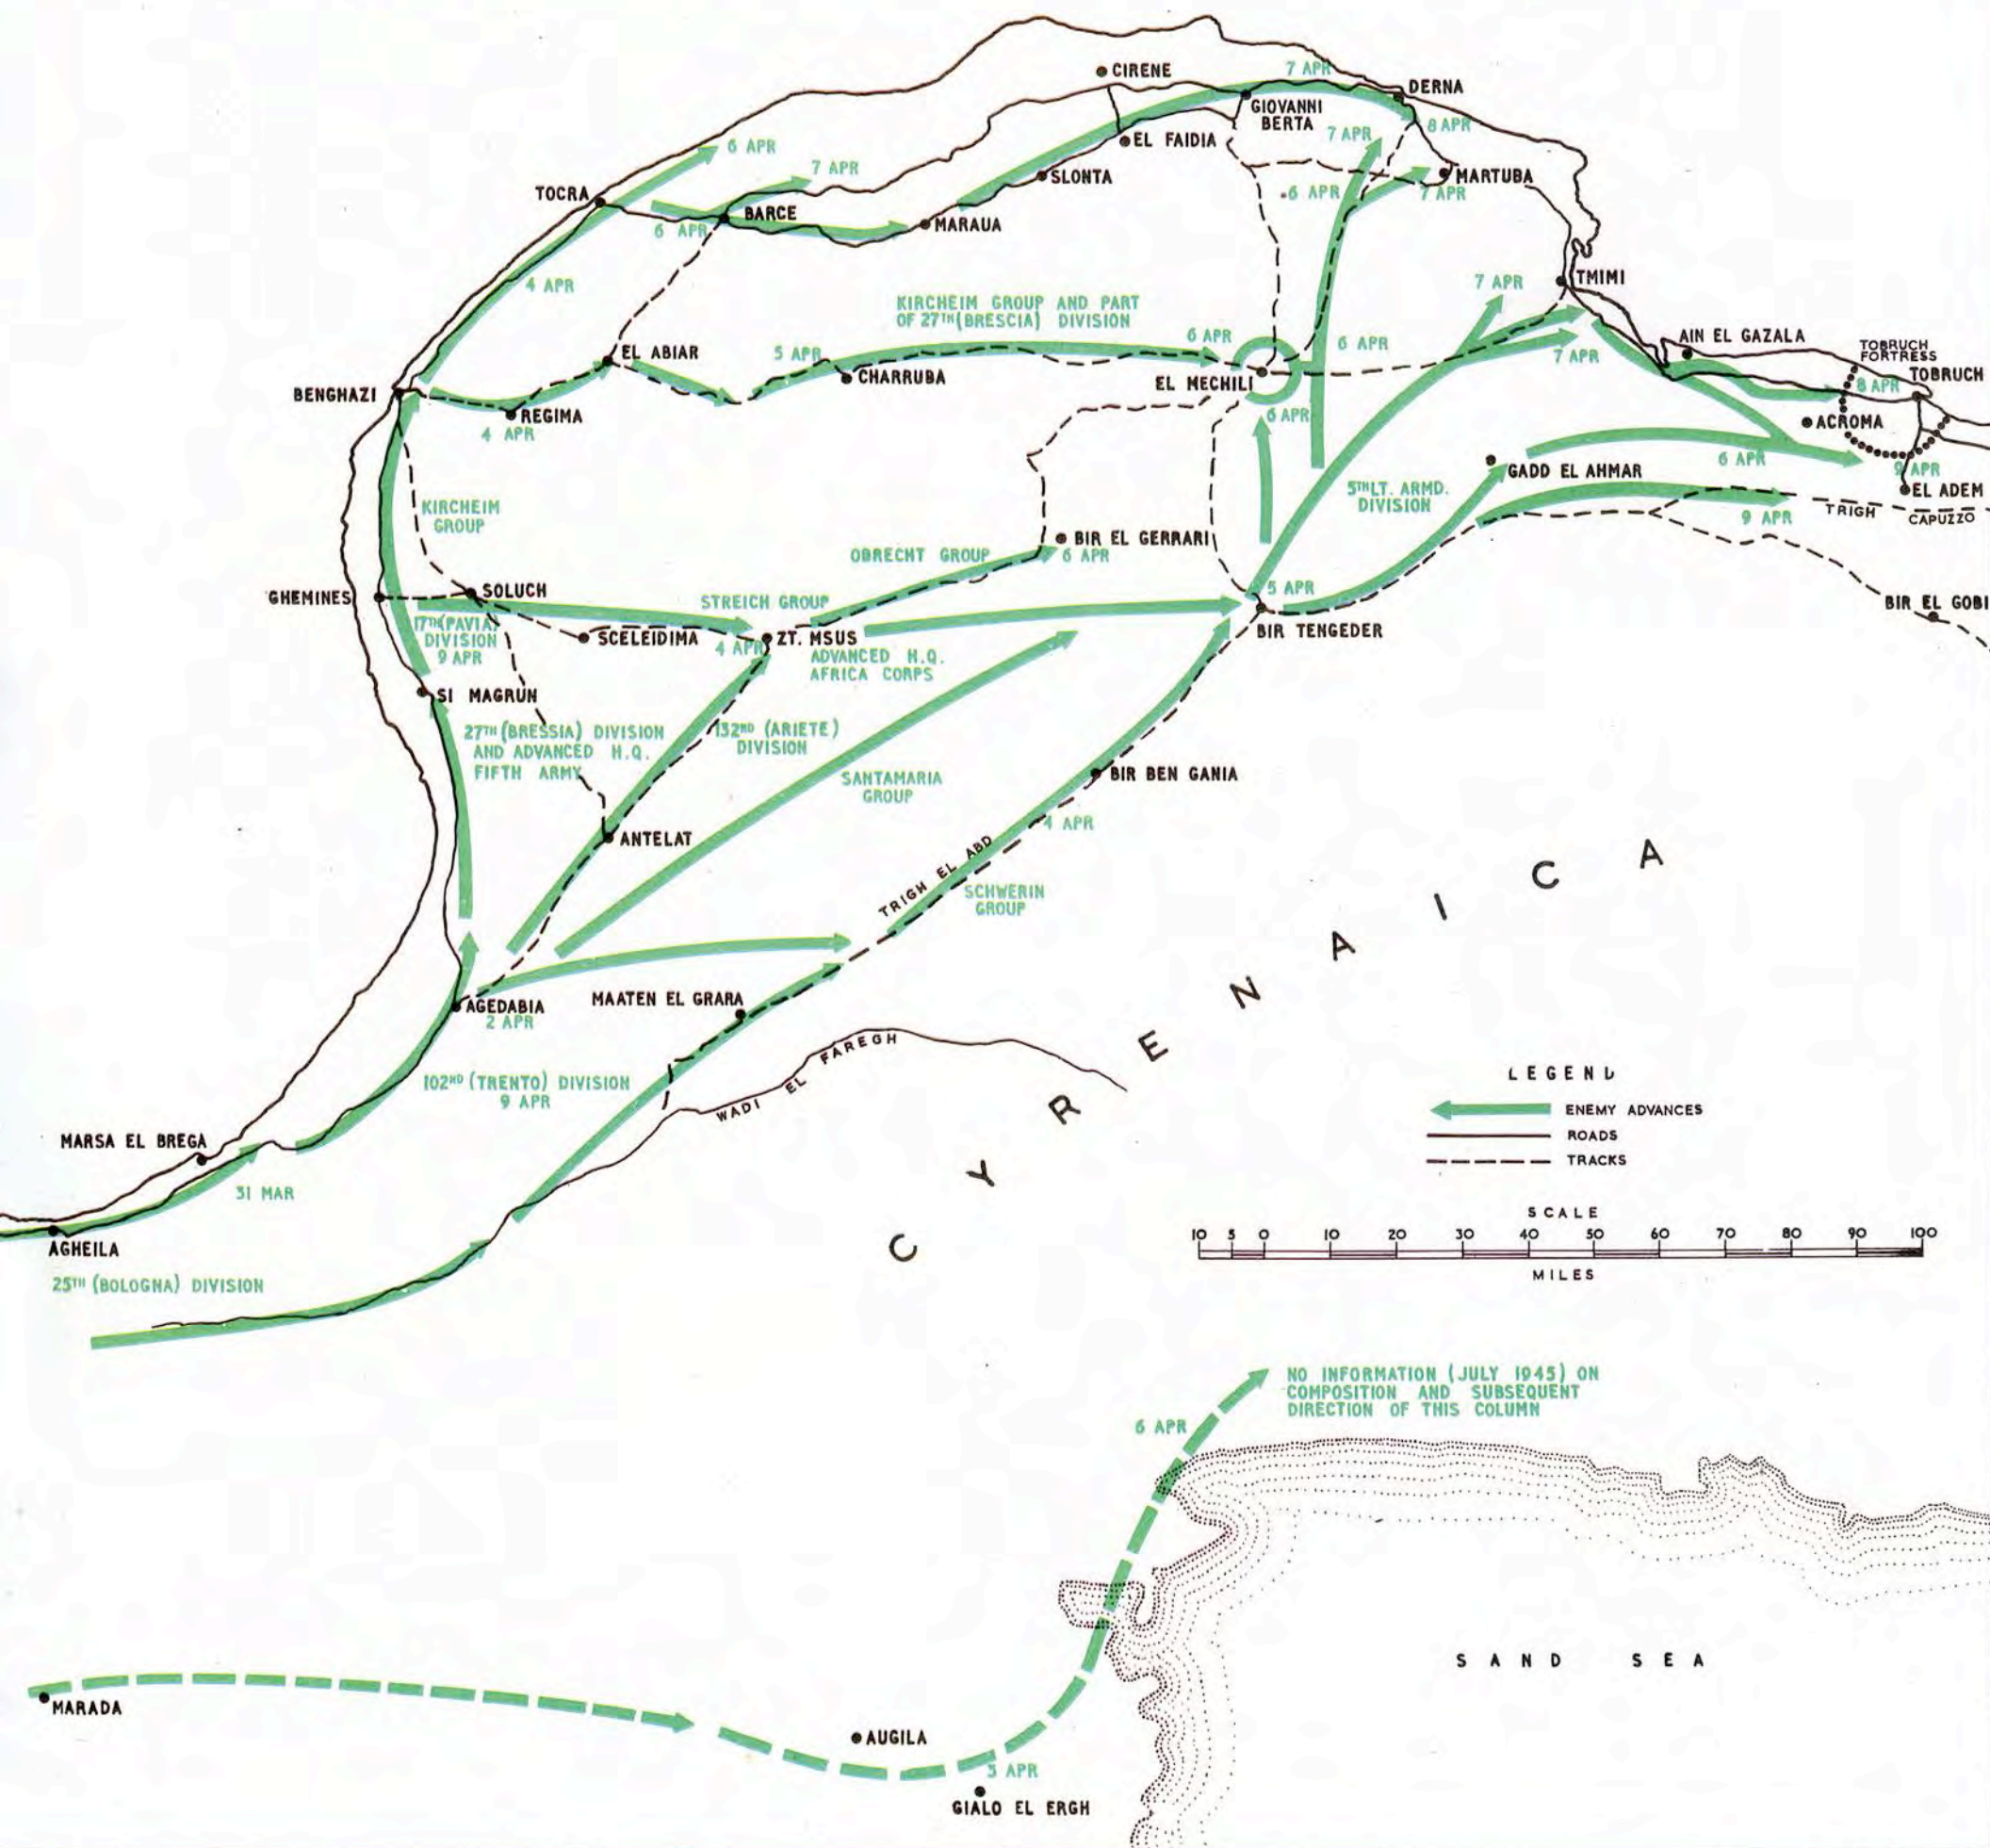 CIRENE
7 APR
DERNA
GIOVANNI
BERTA
7 APR
8 APR
6 APR
EL FAIDIA
7 APR
SLONTA
MARTUBA
TOCRA
6 APR
7 APR
BARCE
6 APR
MARAUA
4 APR
7 APR
TMIMI
KIRCHEIM GROUP AND PART
OF 27TH (BRESCIA) DIVISION
6 APR
6 APR
AIN EL GAZALA
TOBRUCH
FORTRESS
TOBRUCH
EL ABIAR
5 APR
7 APR
CHARRUBA
EL MECHILI
8 APR
BENGHAZI
REGIMA
4 APR
6 APR
ACROMA
6 APR
9 APR
GADD EL AHMAR
EL ADEM
5TH LT. ARMD.
DIVISION
KIRCHEIM
GROUP
9 APR
TRIGH
CAPUZZO
BIR EL GERRARI
OBRECHT GROUP
6 APR
5 APR
GHEMINES
SOLUCH
STREICH GROUP
BIR EL GOBI
17TH (PAVIA)
DIVISION
9 APR
SCELEIDIMA
4 APR
ZT. MSUS
BIR TENGEDER
ADVANCED H.Q.
AFRICA CORPS
SI MAGRUN
27TH (BRESSIA) DIVISION
AND ADVANCED H.Q.
FIFTH ARMY
132ND (ARIETE)
DIVISION
SANTAMARIA
GROUP
BIR BEN GANIA
4 APR
ANTELAT
TRIGH EL ABD
SCHWERIN
GROUP
CYRENAICA
AGEDABIA
2 APR
MAATEN EL GRARA
WADI EL FAREGH
102ND (TRENTO) DIVISION
9 APR
MARSA EL BREGA
31 MAR
AGHEILA
25TH (BOLOGNA) DIVISION
LEGEND
ENEMY ADVANCES
ROADS
TRACKS
SCALE
10 5 0 10 20 30 40 50 60 70 80 90 100
MILES
NO INFORMATION (JULY 1945) ON
COMPOSITION AND SUBSEQUENT
DIRECTION OF THIS COLUMN
6 APR
SAND SEA
MARADA
AUGILA
GIALO EL ERGH